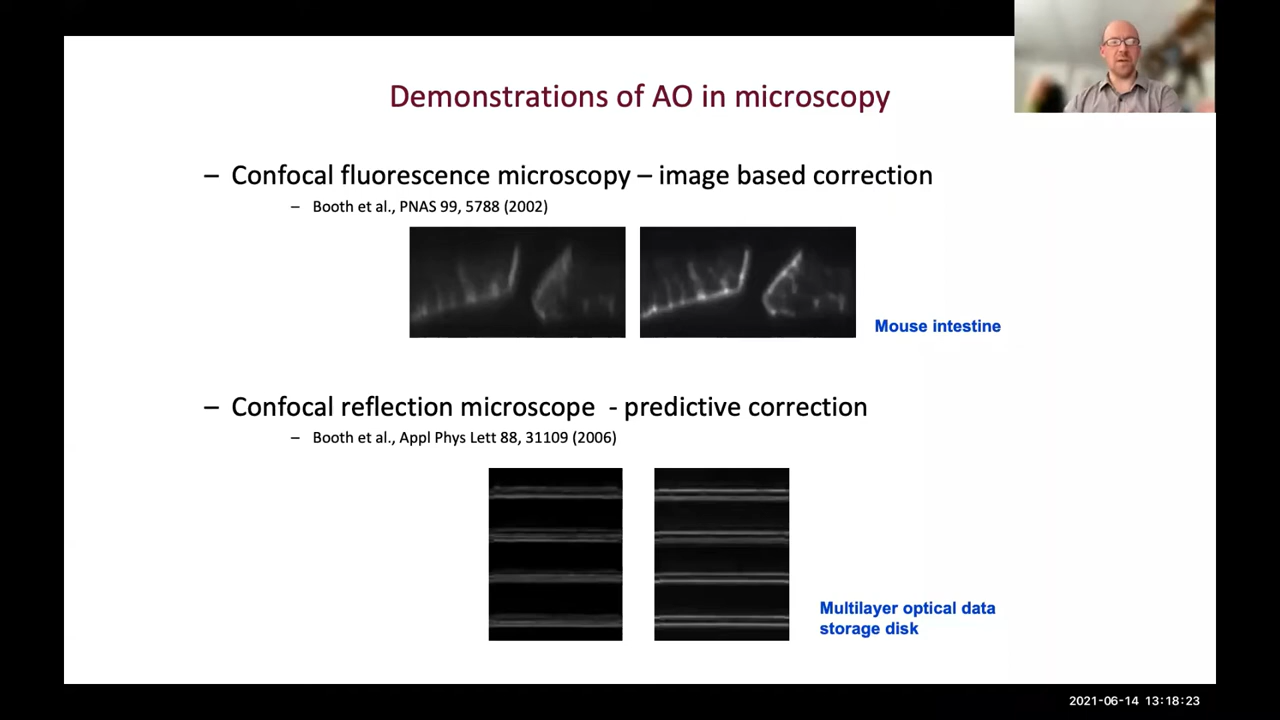 Demonstrations of AO in microscopy
– Confocal fluorescence microscopy – image based correction
– Booth et al., PNAS 99, 5788 (2002)
Mouse intestine
– Confocal reflection microscope - predictive correction
– Booth et al., Appl Phys Lett 88, 31109 (2006)
Multilayer optical data
storage disk
2021-06-14 13:18:23